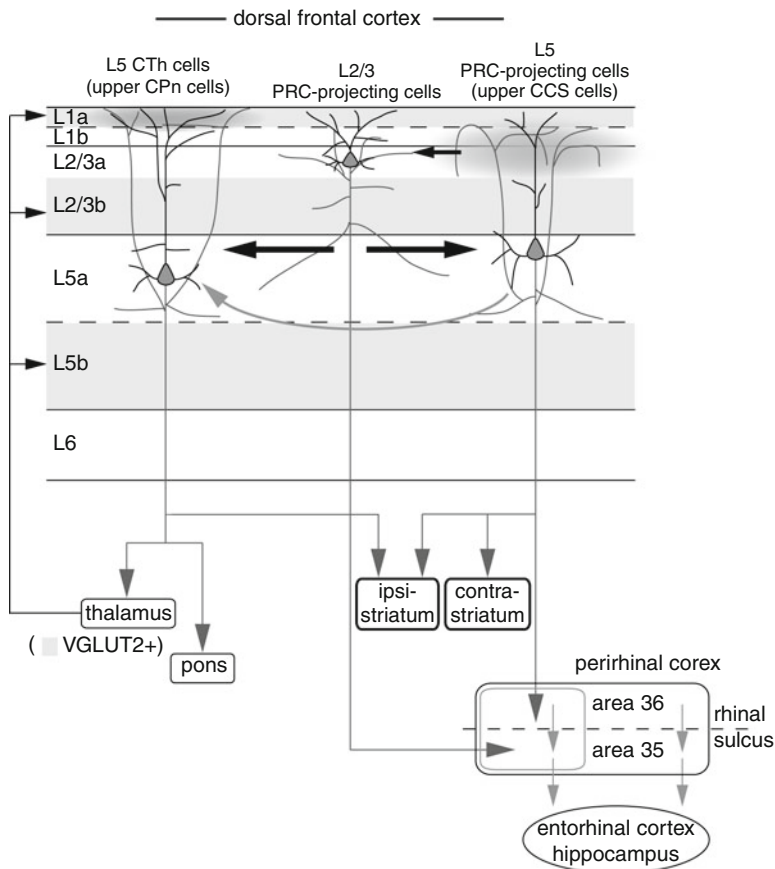 dorsal frontal cortex
L5 CTh cells
(upper CPn cells)
L2/3
PRC-projecting cells
L5
PRC-projecting cells
(upper CCS cells)
L1a
L1b
L2/3a
L2/3b
L5a
L5b
L6
thalamus
( VGLUT2+)
pons
ipsi-
striatum
contra-
striatum
perirhinal corex
area 36
rhinal
sulcus
area 35
entorhinal cortex
hippocampus